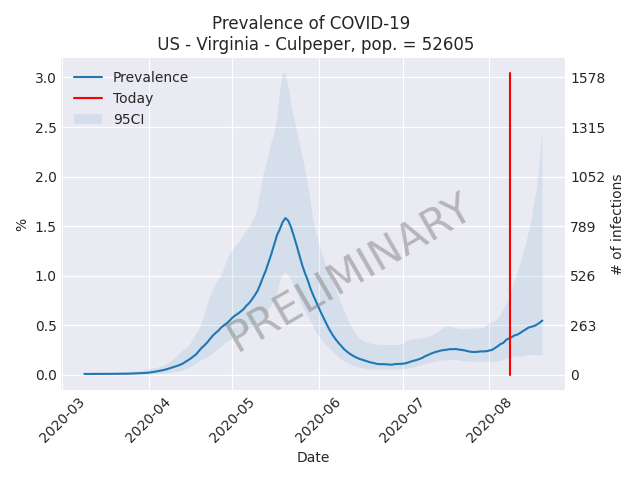 Prevalence of COVID-19
US - Virginia - Culpeper, pop. = 52605
Prevalence
Today
95CI
3.0
2.5
2.0
1.5
1.0
0.5
0.0
%
1578
1315
1052
789
526
263
0
# of infections
PRELIMINARY
2020-03
2020-04
2020-05
2020-06
2020-07
2020-08
Date